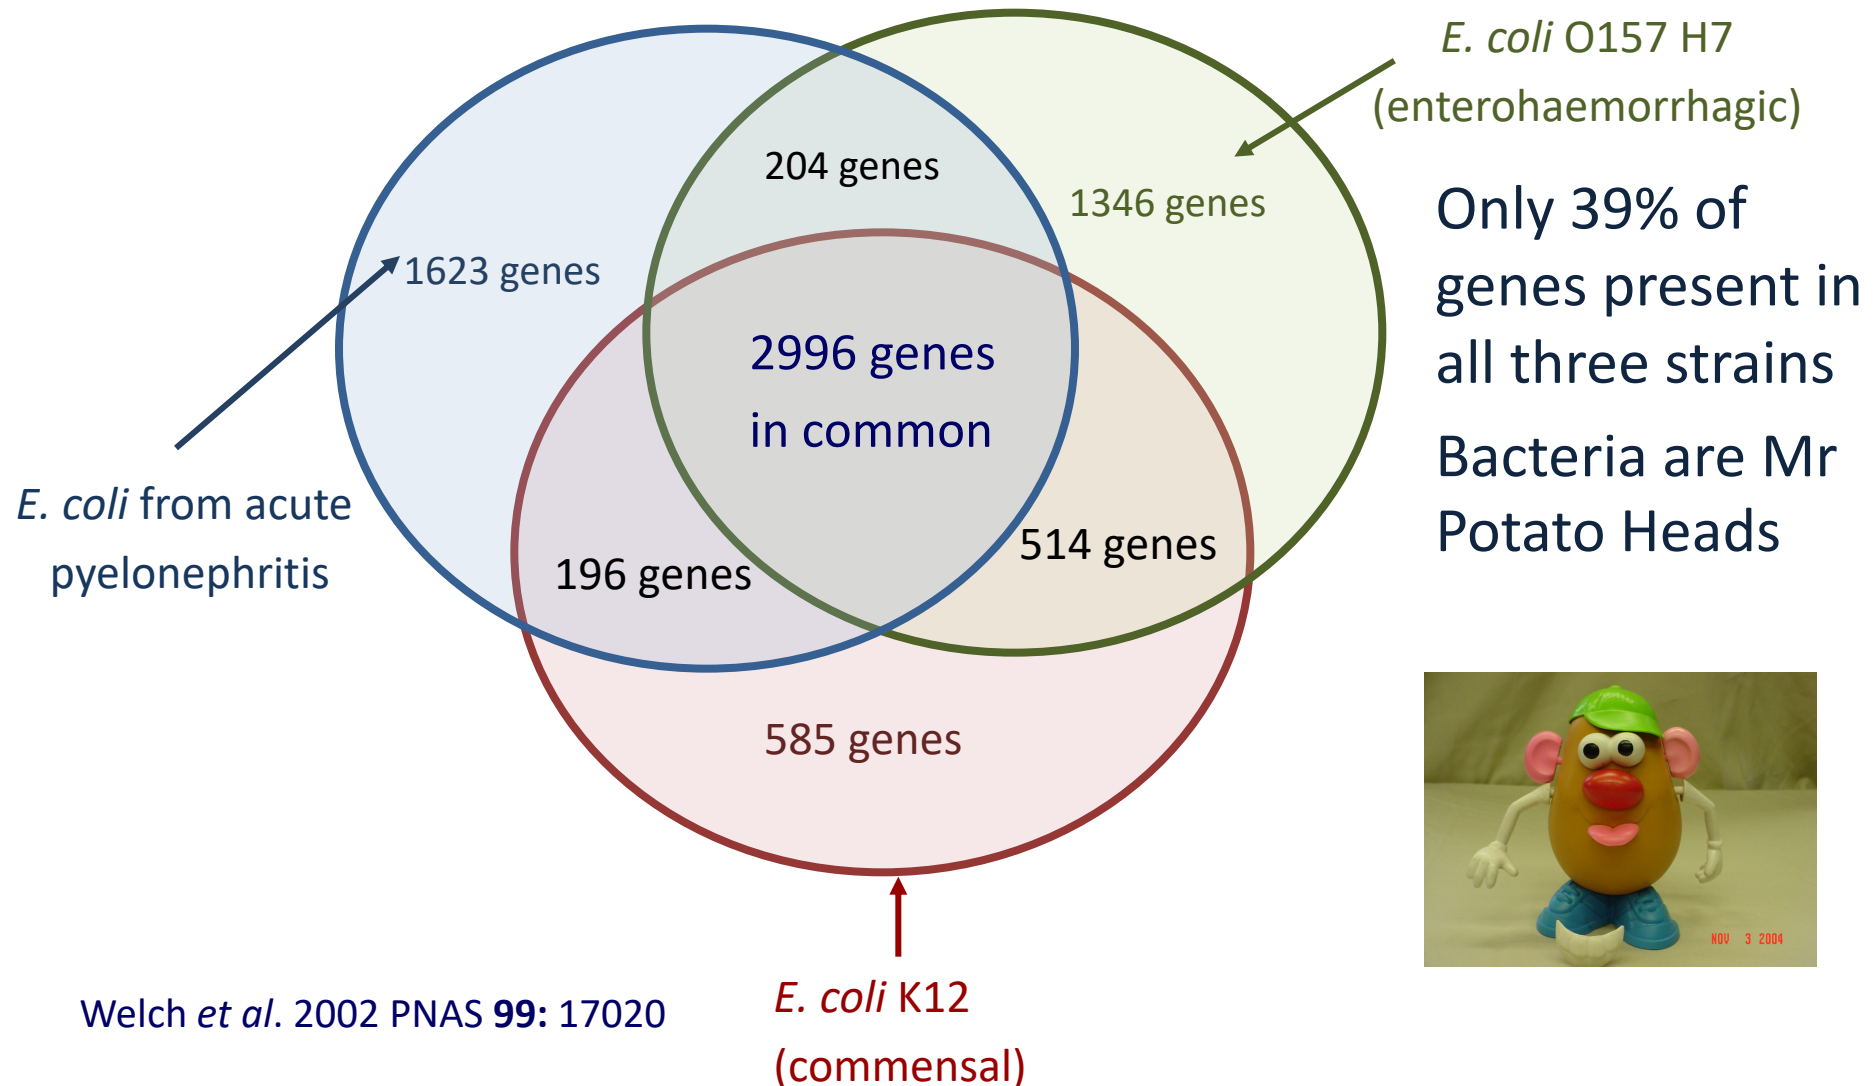 E. coli O157 H7
(enterohaemorrhagic)
204 genes
1346 genes
1623 genes
2996 genes
in common
Only 39% of
genes present in
all three strains
Bacteria are Mr
Potato Heads
E. coli from acute
pyelonephritis
196 genes
514 genes
585 genes
NOV 3 2004
Welch et al. 2002 PNAS 99: 17020
E. coli K12
(commensal)